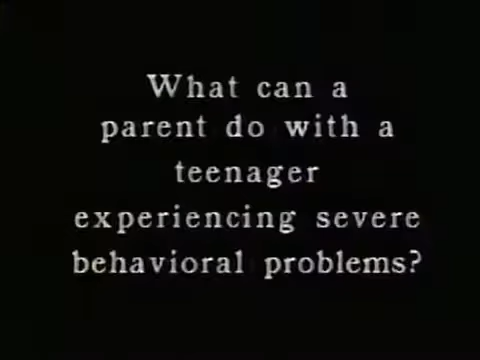 What can a
parent do with a
teenager
experiencing severe
behavioral problems?